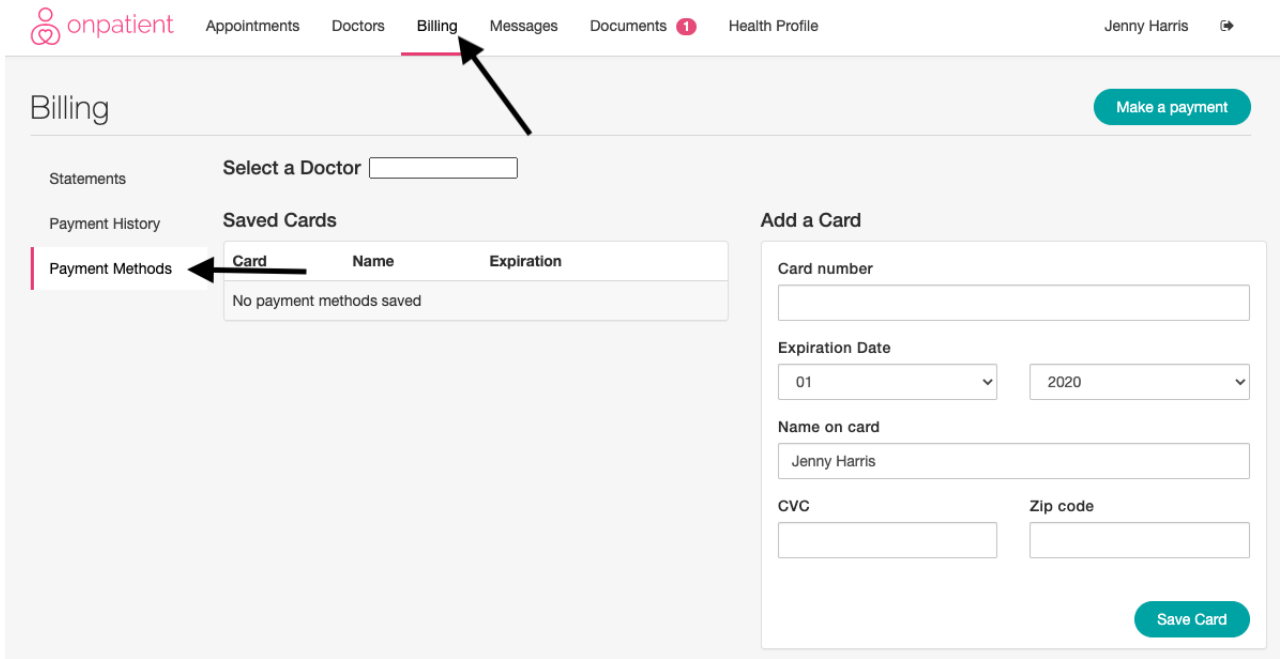 onpatient Appointments Doctors Billing Messages Documents 1 Health Profile Jenny Harris
Billing
Make a payment
Statements
Payment History
Payment Methods
Select a Doctor
Saved Cards
Card Name Expiration
No payment methods saved
Add a Card
Card number
Expiration Date
01 2020
Name on card
Jenny Harris
CVC Zip code
Save Card